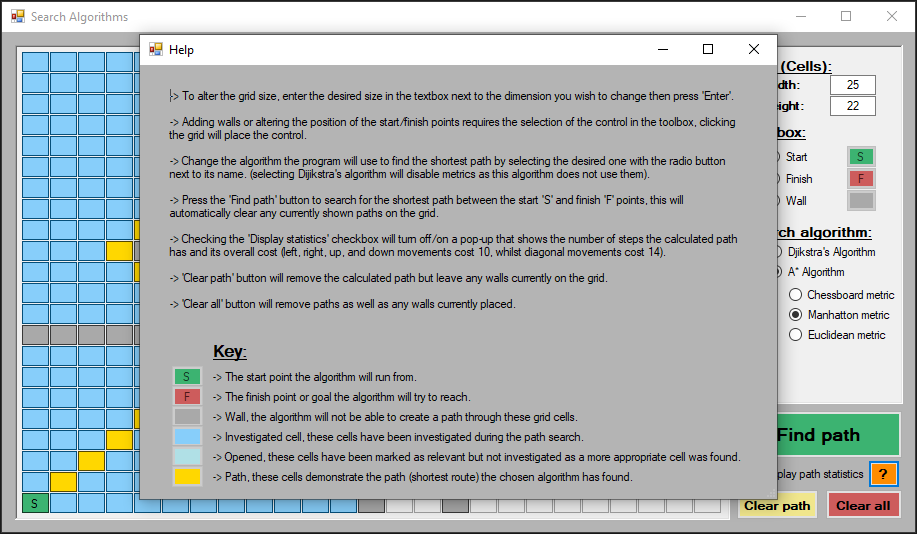 Search Algorithms
Help
-> To alter the grid size, enter the desired size in the textbox next to the dimension you wish to change then press 'Enter'.
-> Adding walls or altering the position of the start/finish points requires the selection of the control in the toolbox, clicking
the grid will place the control.
-> Change the algorithm the program will use to find the shortest path by selecting the desired one with the radio button
next to its name. (selecting Dijikstra's algorithm will disable metrics as this algorithm does not use them).
-> Press the 'Find path' button to search for the shortest path between the start 'S' and finish 'F' points, this will
automatically clear any currently shown paths on the grid.
-> Checking the 'Display statistics' checkbox will turn off/on a pop-up that shows the number of steps the calculated path
has and its overall cost (left, right, up, and down movements cost 10, whilst diagonal movements cost 14).
-> 'Clear path' button will remove the calculated path but leave any walls currently on the grid.
-> 'Clear all' button will remove paths as well as any walls currently placed.
Key:
S -> The start point the algorithm will run from.
F -> The finish point or goal the algorithm will try to reach.
-> Wall, the algorithm will not be able to create a path through these grid cells.
-> Investigated cell, these cells have been investigated during the path search.
-> Opened, these cells have been marked as relevant but not investigated as a more appropriate cell was found.
-> Path, these cells demonstrate the path (shortest route) the chosen algorithm has found.
(Cells):
dth: 25
eight: 22
box:
Start S
Finish F
Wall
rch algorithm:
Djikstra's Algorithm
A* Algorithm
Chessboard metric
Manhatton metric
Euclidean metric
Find path
play path statistics ?
Clear path Clear all
S